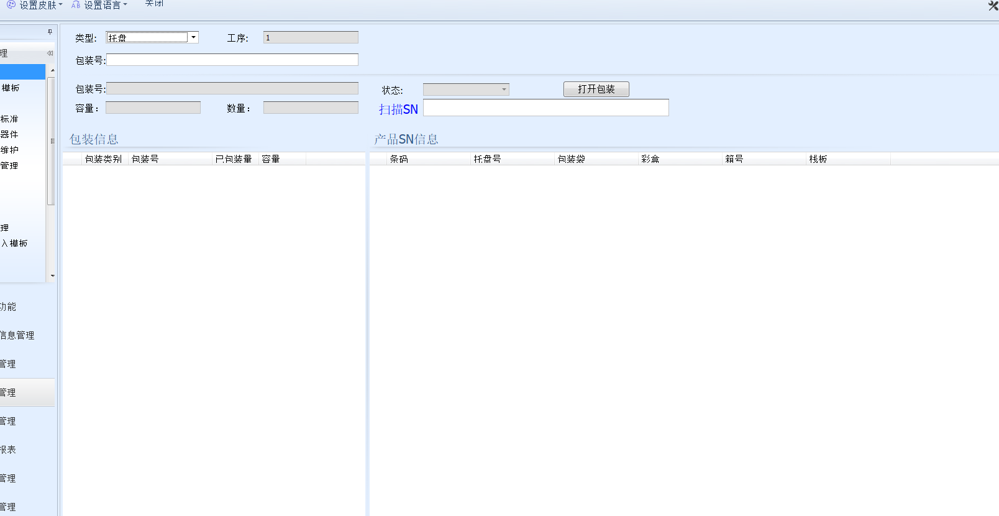 设置皮肤 设置语言 关闭
理
模板
标准
器件
维护
管理
理
入模板
功能
信息管理
管理
管理
管理
报表
管理
管理
类型: 托盘 工序: 1
包装号:
包装号: 状态: 打开包装
容量: 数量: 扫描SN
包装信息 产品SN信息
包装类别 包装号 已包装量 容量
条码 托盘号 包装袋 彩盒 箱号 栈板